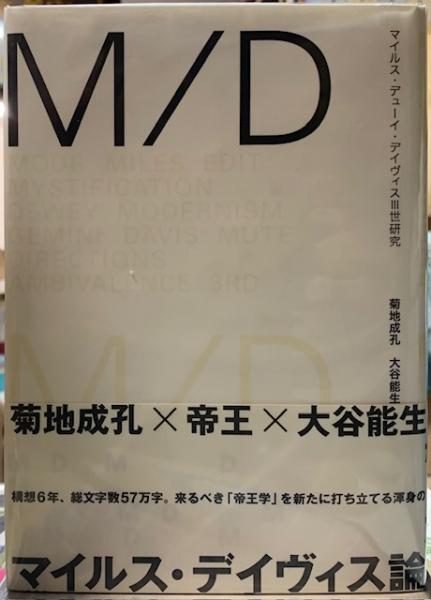 M/D
マイルス・デューイ・デイヴィスⅢ世研究
菊地成孔 大谷能生
MODE MILES EDIT
MYSTIFICATION
DEWEY MODERNISM
GEMINI DAVIS MUTE
DIRECTIONS
AMBIVALENCE 3RD
M/D
菊地成孔×帝王×大谷能生
構想6年、総文字数57万字。来るべき「帝王学」を新たに打ち立てる渾身の
マイルス・デイヴィス論